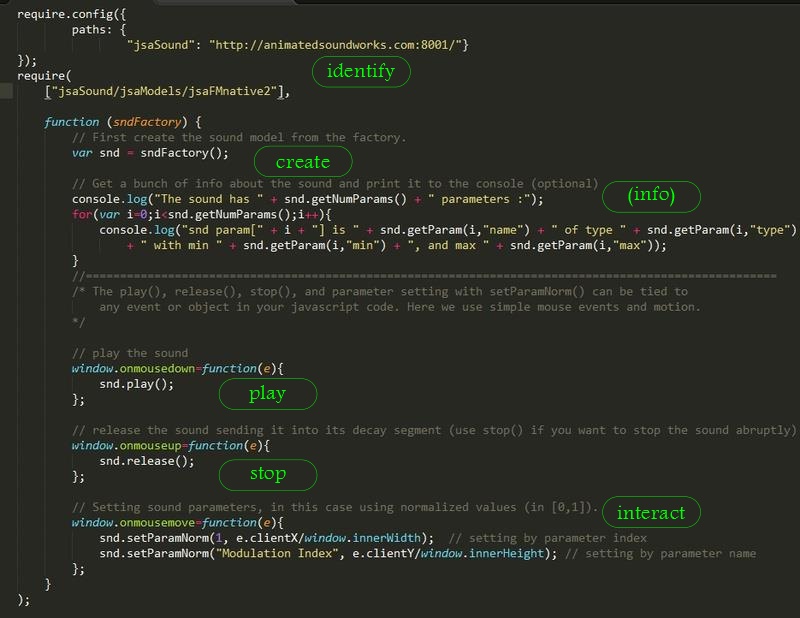 require.config({
paths: {
"jsaSound": "http://animatedsoundworks.com:8001/"}
});
identify
require(
["jsaSound/jsaModels/jsaFMnative2"],
function (sndFactory) {
// First create the sound model from the factory.
var snd = sndFactory();
create
// Get a bunch of info about the sound and print it to the console (optional)
(info)
console.log("The sound has " + snd.getNumParams() + " parameters :");
for(var i=0;i<snd.getNumParams();i++){
console.log("snd param[" + i + "] is " + snd.getParam(i,"name") + " of type " + snd.getParam(i,"type")
+ " with min " + snd.getParam(i,"min") + ", and max " + snd.getParam(i,"max"));
}
//==========================================================================================
/* The play(), release(), stop(), and parameter setting with setParamNorm() can be tied to
any event or object in your javascript code. Here we use simple mouse events and motion.
*/
// play the sound
window.onmousedown=function(e){
snd.play();
play
};
// release the sound sending it into its decay segment (use stop() if you want to stop the sound abruptly)
window.onmouseup=function(e){
snd.release();
stop
};
// Setting sound parameters, in this case using normalized values (in [0,1]).
interact
window.onmousemove=function(e){
snd.setParamNorm(1, e.clientX/window.innerWidth); // setting by parameter index
snd.setParamNorm("Modulation Index", e.clientY/window.innerHeight); // setting by parameter name
};
}
);